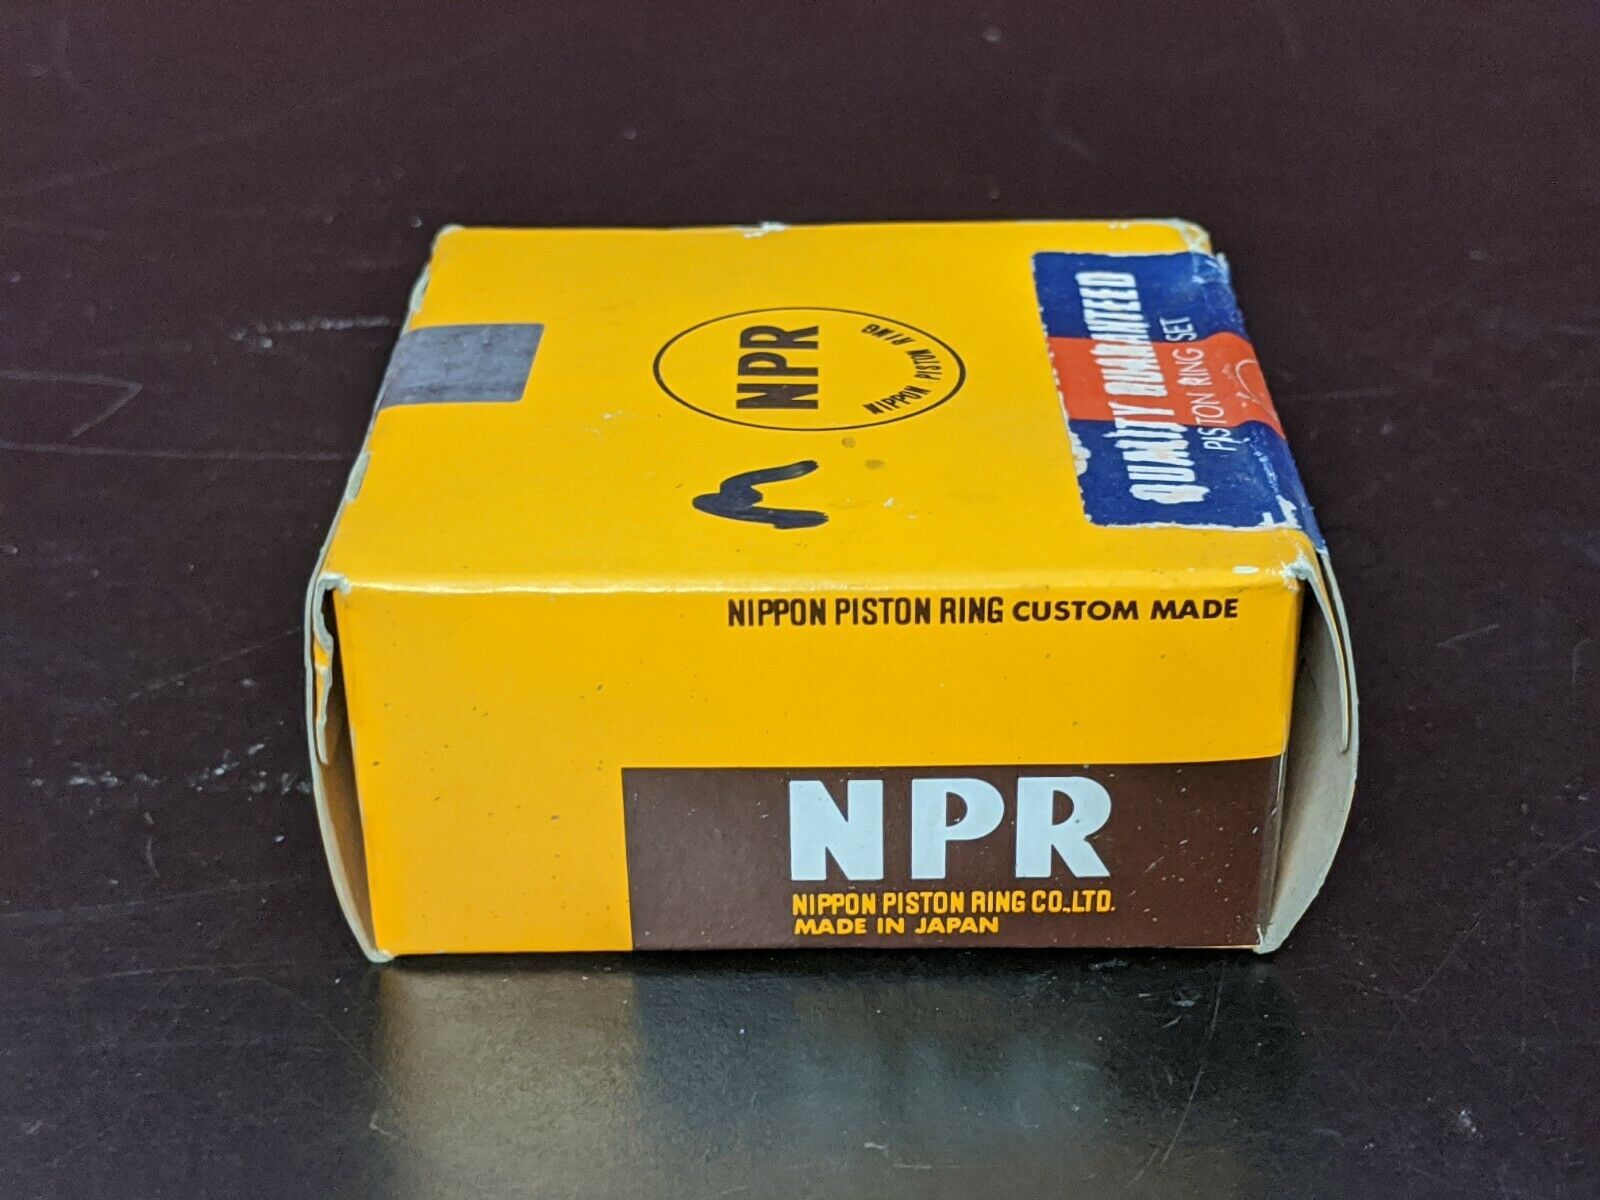 NPR
NIPPON PISTON RING
QUALITY GUARANTEED
PISTON RING SET
NIPPON PISTON RING CUSTOM MADE
NPR
NIPPON PISTON RING CO.,LTD.
MADE IN JAPAN